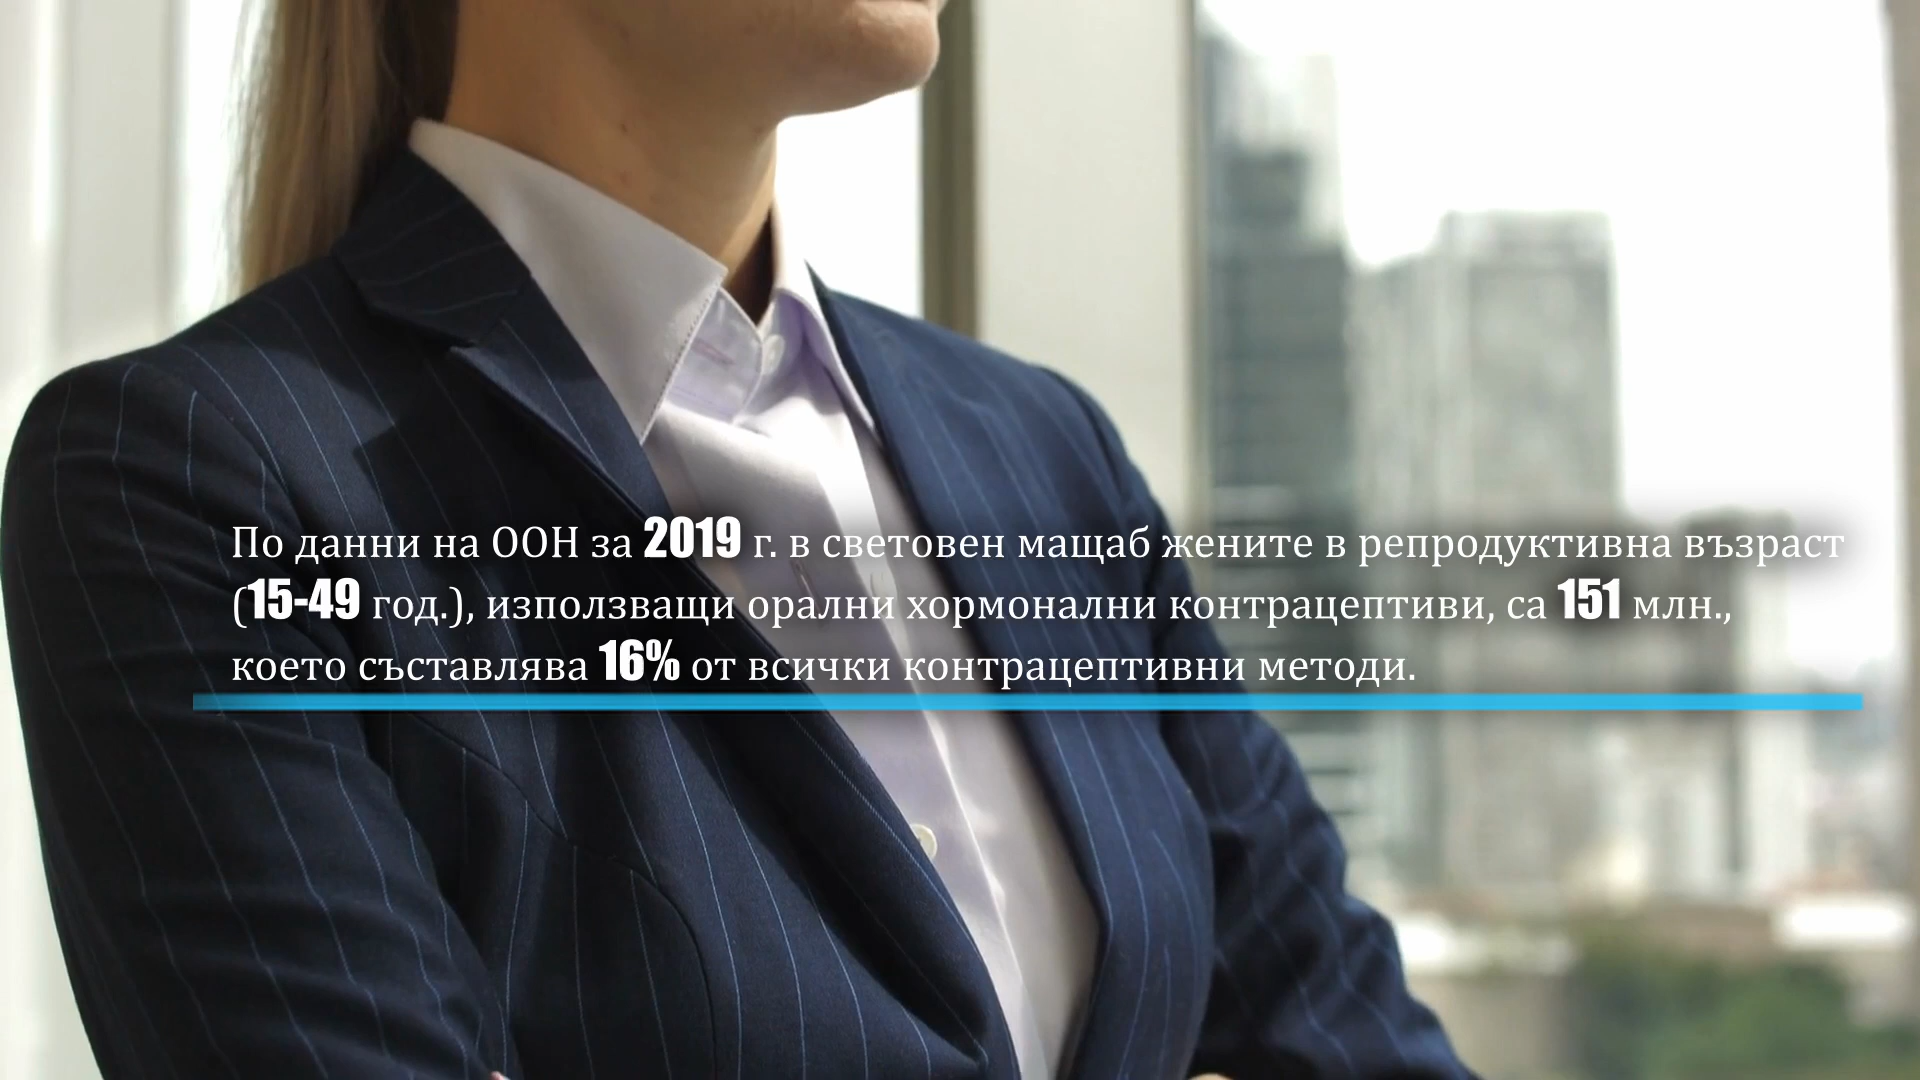 По данни на ООН за 2019 г. в световен мащаб жените в репродуктивна възраст
(15-49 год.), използващи орални хормонални контрацептиви, са 151 млн.,
което съставлява 16% от всички контрацептивни методи.